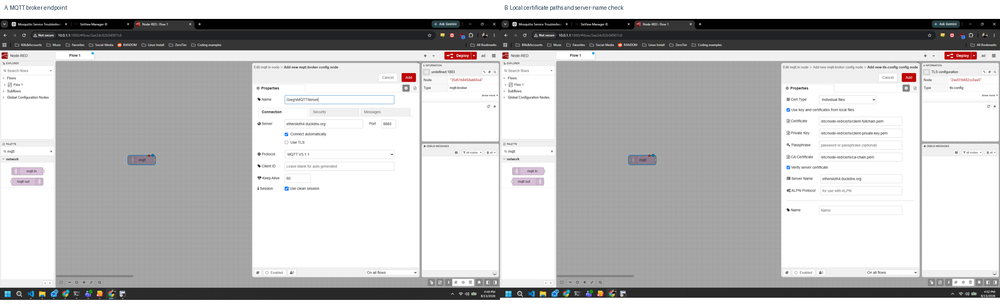 A. MQTT broker endpoint
Mosquitto Service Troubleshoo
SixView Manager ©
Node-RED : Flow 1
Ask Gemini
Not secure
10.0.1.1:1880/#flow/3ae24c82b94907c8
Bills&Accounts
Music
Favorites
Social-Media
RANDOM
Linux Install
ZeroTier
Coding examples
All Bookmarks
Node-RED
Flow 1
Deploy
ad
EXPLORER
Search flows
Flows
Flow 1
Subflows
Global Configuration Nodes
PALETTE
mqtt
network
mqtt in
mqtt out
mqtt
Edit mqtt in node > Add new mqtt-broker config node
Cancel
Add
Properties
Name
Greg'sMQTTServer
Connection
Security
Messages
Server
ethersloth4.duckdns.org
Port
8883
Connect automatically
Use TLS
Protocol
MQTT V3.1.1
Client ID
Leave blank for auto generated
Keep Alive
60
Session
Use clean session
Enabled
0
On all flows
INFORMATION
undefined:1883
Node
"35d51b8458eb60e4"
Type
mqtt-broker
show more
DEBUG MESSAGES
all nodes
all
4:49 PM
8/13/2026
B. Local certificate paths and server-name check
Mosquitto Service Troubleshoo
SixView Manager ©
Node-RED : Flow 1
Ask Gemini
Not secure
10.0.1.1:1880/#flow/3ae24c82b94907c8
Bills&Accounts
Music
Favorites
Social-Media
RANDOM
Linux Install
ZeroTier
Coding examples
All Bookmarks
Node-RED
Flow 1
Deploy
ad
EXPLORER
Search flows
Flows
Flow 1
Subflows
Global Configuration Nodes
PALETTE
mqtt
network
mqtt in
mqtt out
mqtt
Edit mqtt in node > Add new mqtt-broker config node > Add new tls-config config node
Cancel
Add
Properties
Cert Type
Individual files
Use key and certificates from local files
Certificate
/etc/node-red/certs/client-fullchain.pem
Private Key
/etc/node-red/certs/client-private-key.pem
Passphrase
password or passphrase (optional)
CA Certificate
/etc/node-red/certs/ca-chain.pem
Verify server certificate
Server Name
ethersloth4.duckdns.org
ALPN Protocol
for use with ALPN
Name
Name
Enabled
0
On all flows
INFORMATION
TLS configuration
Node
"2eef31b682cc0ae5"
Type
tls-config
show more
DEBUG MESSAGES
all nodes
all
4:52 PM
8/13/2026